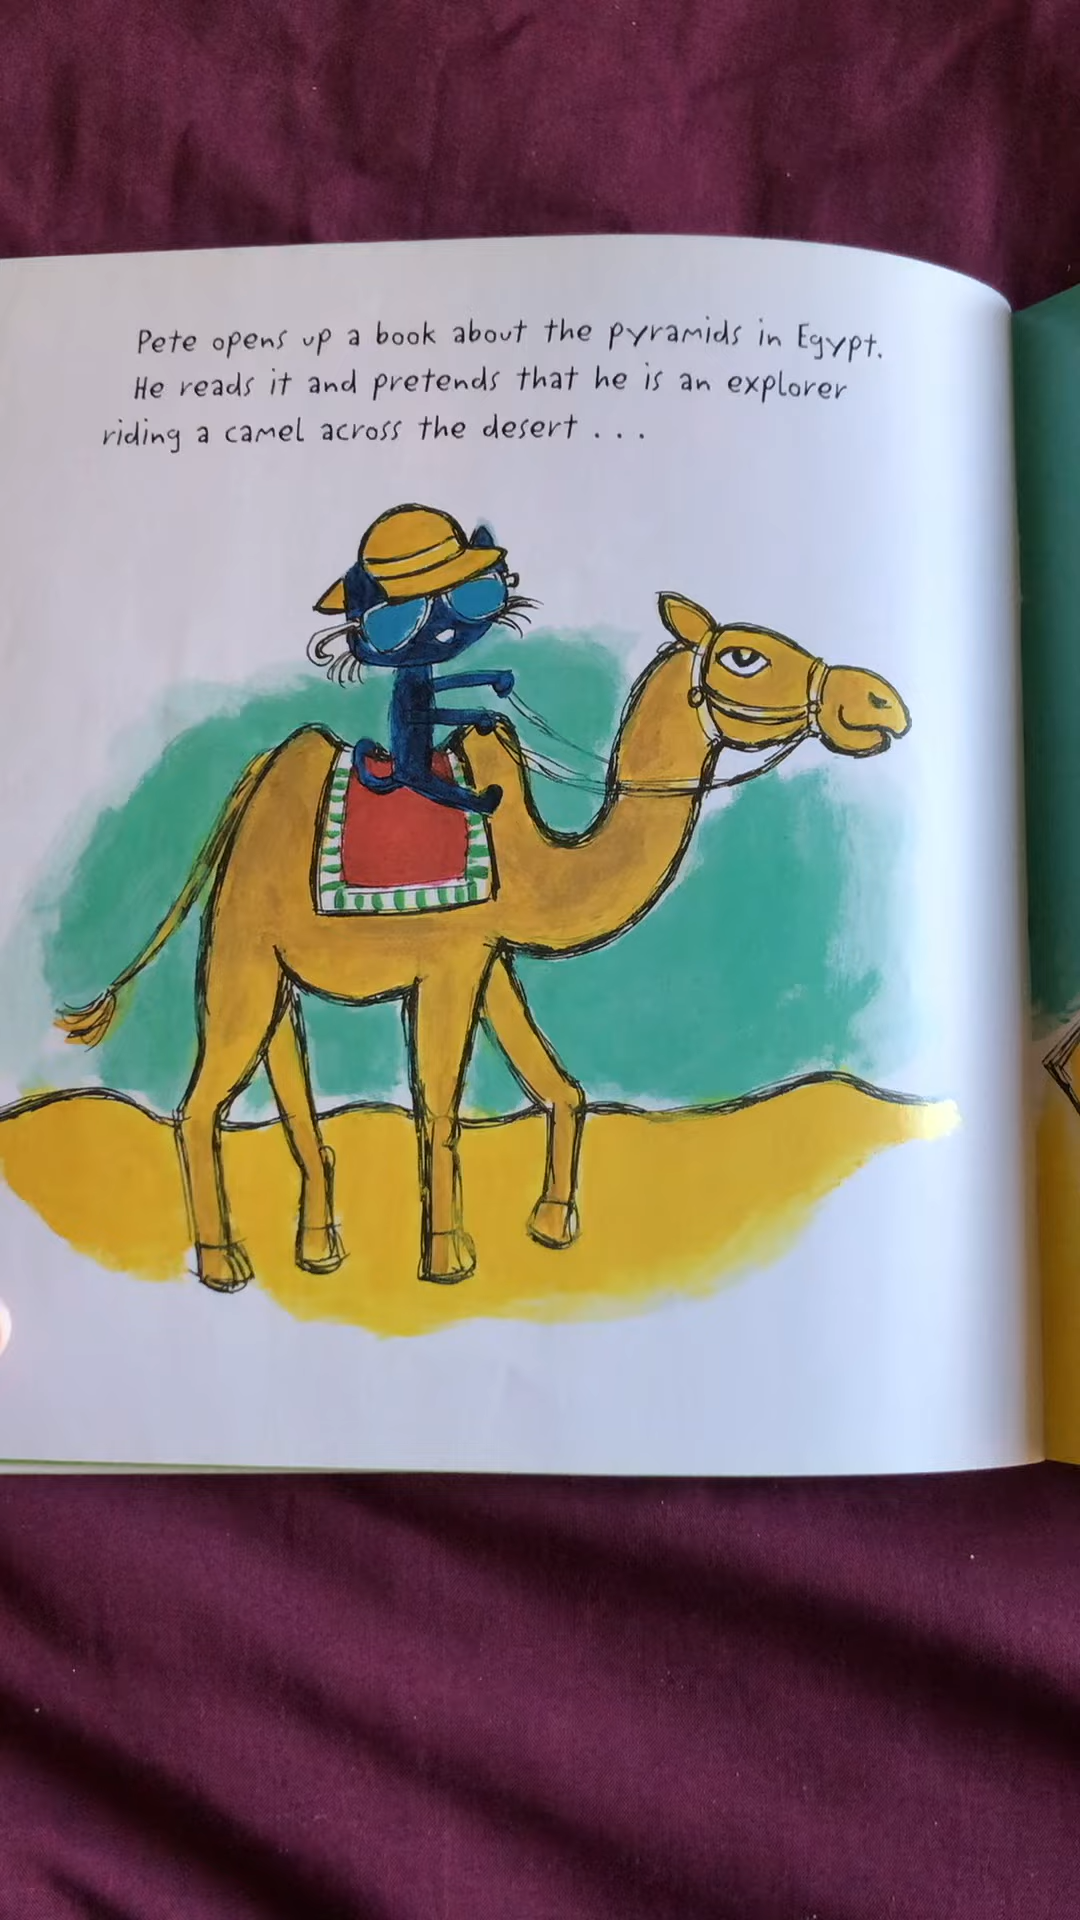 Pete opens up a book about the pyramids in Egypt.
He reads it and pretends that he is an explorer
riding a camel across the desert . . .